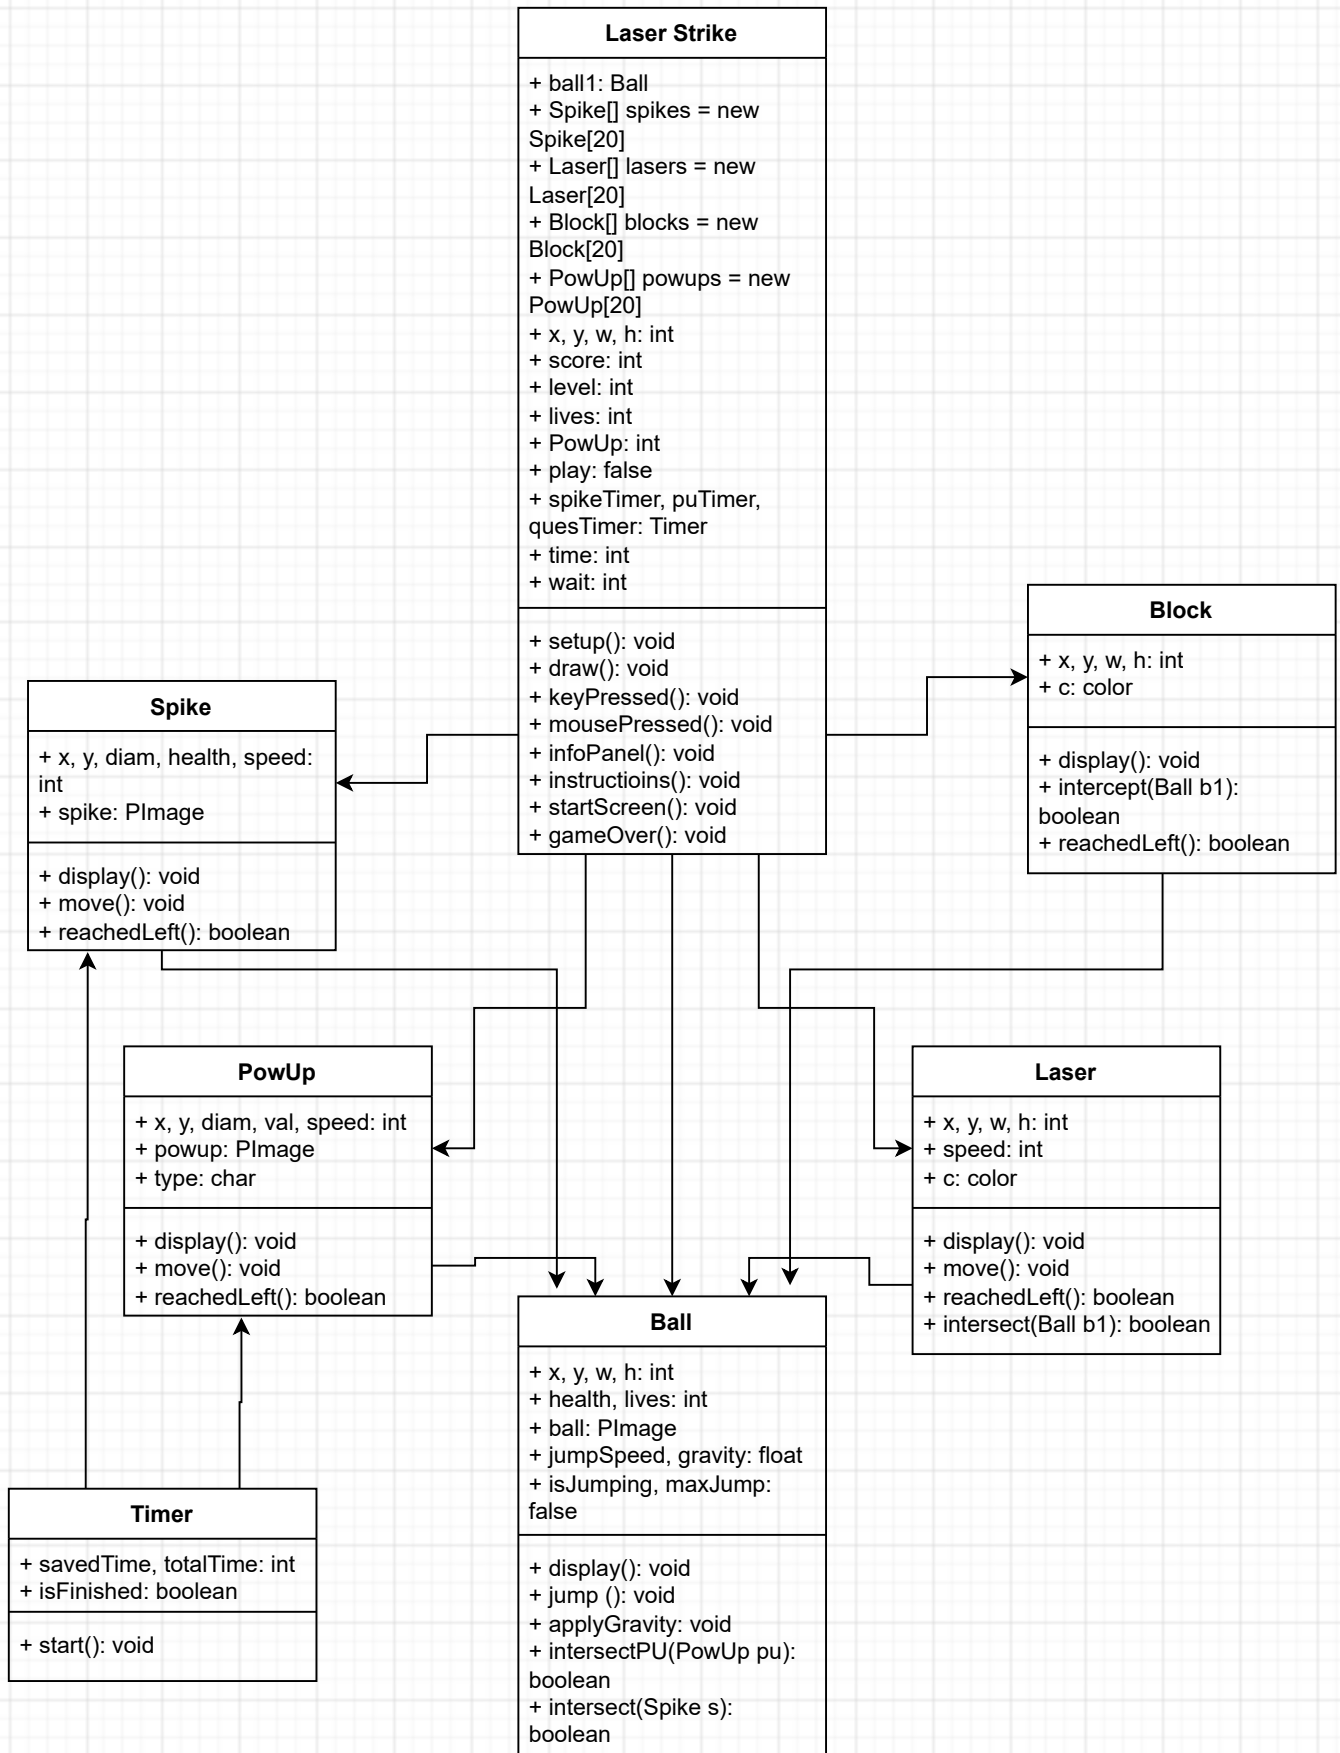 Laser Strike
+ ball1: Ball
+ Spike[] spikes = new
Spike[20]
+ Laser[] lasers = new
Laser[20]
+ Block[] blocks = new
Block[20]
+ PowUp[] powups = new
PowUp[20]
+ x, y, w, h: int
+ score: int
+ level: int
+ lives: int
+ PowUp: int
+ play: false
+ spikeTimer, puTimer,
quesTimer: Timer
+ time: int
+ wait: int
+ setup(): void
+ draw(): void
+ keyPressed(): void
+ mousePressed(): void
+ infoPanel(): void
+ instructioins(): void
+ startScreen(): void
+ gameOver(): void
Block
+ x, y, w, h: int
+ c: color
+ display(): void
+ intercept(Ball b1):
boolean
+ reachedLeft(): boolean
Spike
+ x, y, diam, health, speed:
int
+ spike: PImage
+ display(): void
+ move(): void
+ reachedLeft(): boolean
PowUp
+ x, y, diam, val, speed: int
+ powup: PImage
+ type: char
+ display(): void
+ move(): void
+ reachedLeft(): boolean
Laser
+ x, y, w, h: int
+ speed: int
+ c: color
+ display(): void
+ move(): void
+ reachedLeft(): boolean
+ intersect(Ball b1): boolean
Ball
+ x, y, w, h: int
+ health, lives: int
+ ball: PImage
+ jumpSpeed, gravity: float
+ isJumping, maxJump:
false
+ display(): void
+ jump (): void
+ applyGravity: void
+ intersectPU(PowUp pu):
boolean
+ intersect(Spike s):
boolean
Timer
+ savedTime, totalTime: int
+ isFinished: boolean
+ start(): void